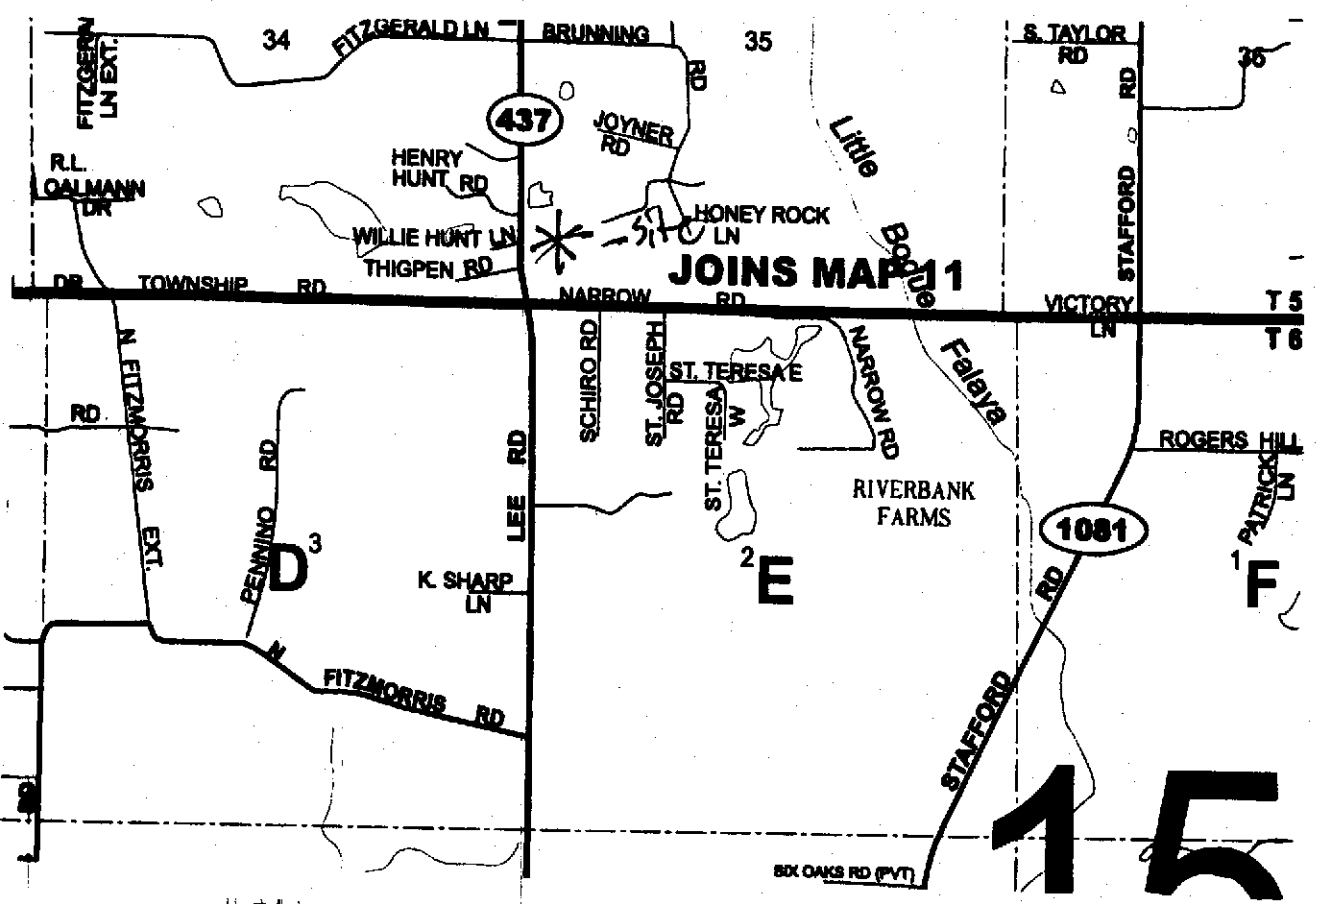 34
FITZGERALD LN
BRUNNING
RD
35
S. TAYLOR
RD
36
LN EXT.
437
JOYNER
RD
RD
HENRY
HUNT RD
R.L.
DR
Little
STAFFORD
HONEY ROCK
LN
Site
WILLIE HUNT LN
THIGPEN RD
JOINS MAP 11
Bogue
DR
TOWNSHIP RD
NARROW RD
VICTORY
LN
T 5
T 6
N FITZMORRIS EXT.
SCHIRO RD
ST. JOSEPH
RD
ST. TERESA E
ST. TERESA
W
NARROW RD
Falaya
RD
PENNINO RD
LEE RD
ROGERS HILL
PATRICK
LN
RIVERBANK
FARMS
1081
D
3
2
E
1
F
K. SHARP
LN
RD
STAFFORD
N FITZMORRIS RD
RD
15
SIX OAKS RD (PVT)